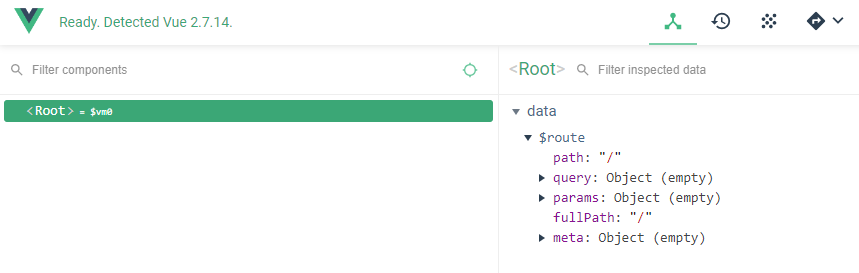 Ready. Detected Vue 2.7.14.
Filter components
<Root> = $vm0
<Root> Filter inspected data
data
$route
path: "/"
query: Object (empty)
params: Object (empty)
fullPath: "/"
meta: Object (empty)